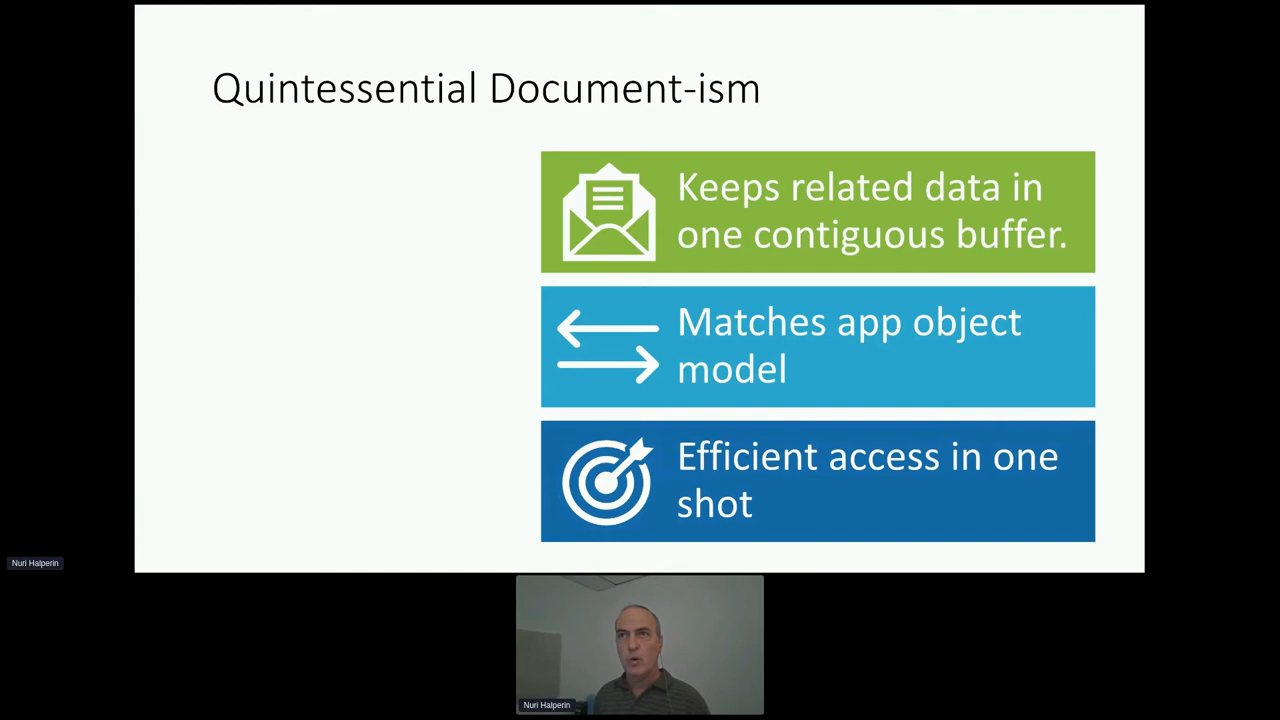 Quintessential Document-ism
Keeps related data in
one contiguous buffer.
Matches app object
model
Efficient access in one
shot
Nuri Halperin
Nuri Halperin